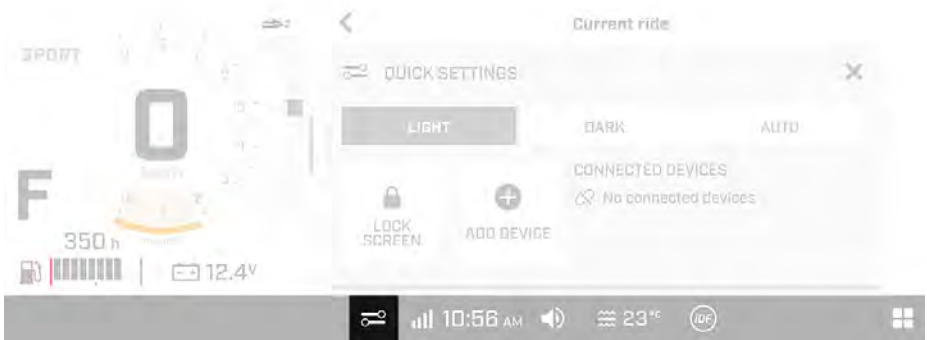 SPORT
0
F
350 h
12.4V
Current ride
QUICK SETTINGS
LIGHT
DARK
AUTO
CONNECTED DEVICES
No connected devices
LOCK
SCREEN
ADD DEVICE
10:56 AM
23°C
iDF